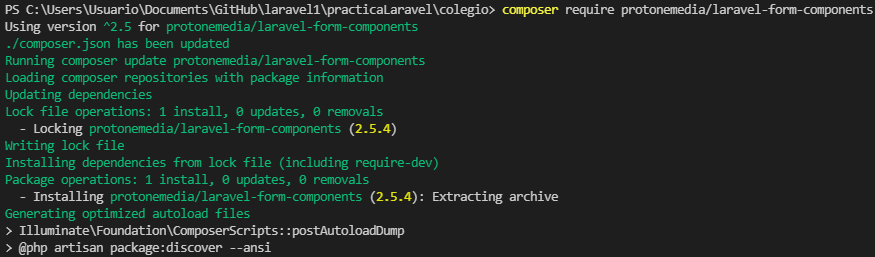 PS C:\Users\Usuario\Documents\GitHub\laravel1\practicaLaravel\colegio> composer require protonemedia/laravel-form-components
Using version ^2.5 for protonemedia/laravel-form-components
./composer.json has been updated
Running composer update protonemedia/laravel-form-components
Loading composer repositories with package information
Updating dependencies
Lock file operations: 1 install, 0 updates, 0 removals
  - Locking protonemedia/laravel-form-components (2.5.4)
Writing lock file
Installing dependencies from lock file (including require-dev)
Package operations: 1 install, 0 updates, 0 removals
  - Installing protonemedia/laravel-form-components (2.5.4): Extracting archive
Generating optimized autoload files
> Illuminate\Foundation\ComposerScripts::postAutoloadDump
> @php artisan package:discover --ansi